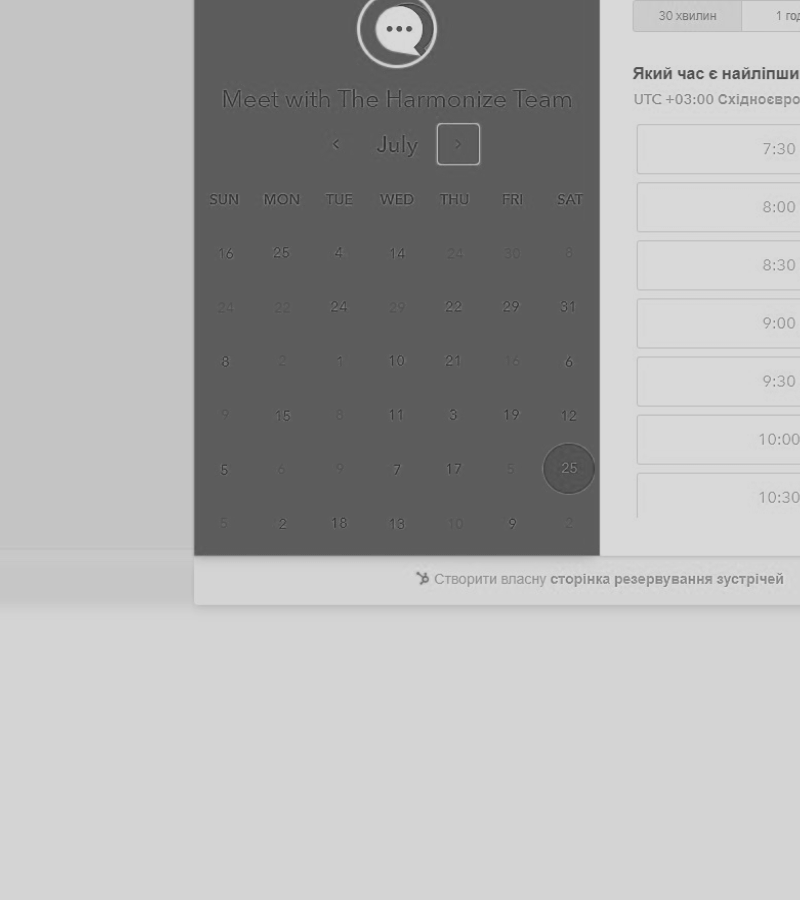 Meet with The Harmonize Team
July
SUN MON TUE WED THU FRI SAT
16 25 4 14 24 30 8
24 22 24 29 22 29 31
8 2 1 10 21 16 6
9 15 8 11 3 19 12
5 6 9 7 17 5 25
5 2 18 13 10 9 2
30 хвилин 1 год
Який час є найліпши
UTC +03:00 Східноєвро
7:30
8:00
8:30
9:00
9:30
10:00
10:30
Створити власну сторінка резервування зустрічей